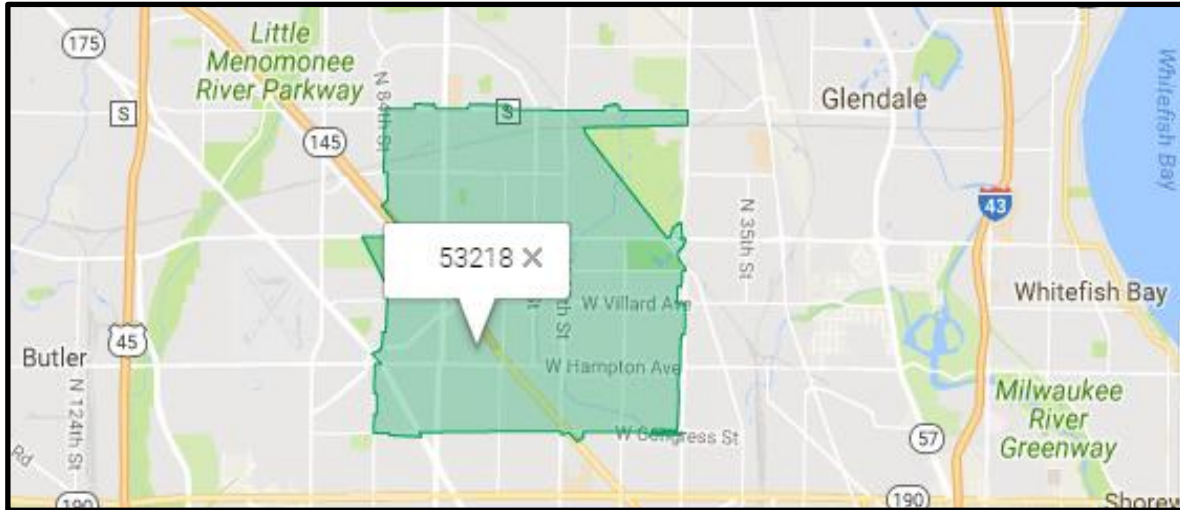 175
Little
Menomonee
River Parkway
N 84th St
S
S
145
Glendale
Whitefish Bay
43
N 35th St
53218 ×
W Villard Ave
Whitefish Bay
45
Butler
W Hampton Ave
N 124th St
Milwaukee
River
Greenway
W Congress St
57
Rd
190
190